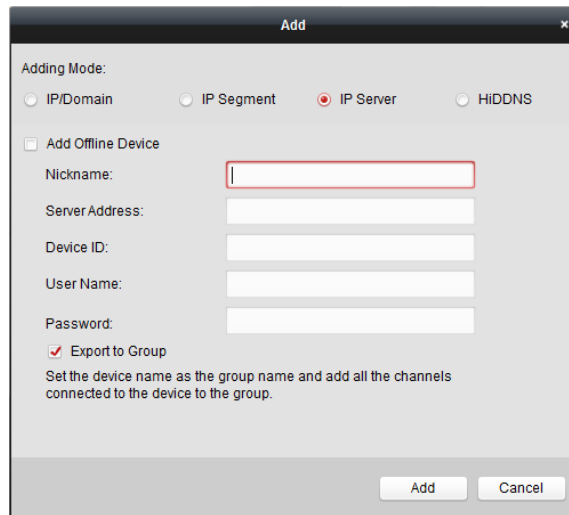 Add
Adding Mode:
IP/Domain IP Segment IP Server HiDDNS
Add Offline Device
Nickname:
Server Address:
Device ID:
User Name:
Password:
Export to Group
Set the device name as the group name and add all the channels
connected to the device to the group.
Add Cancel